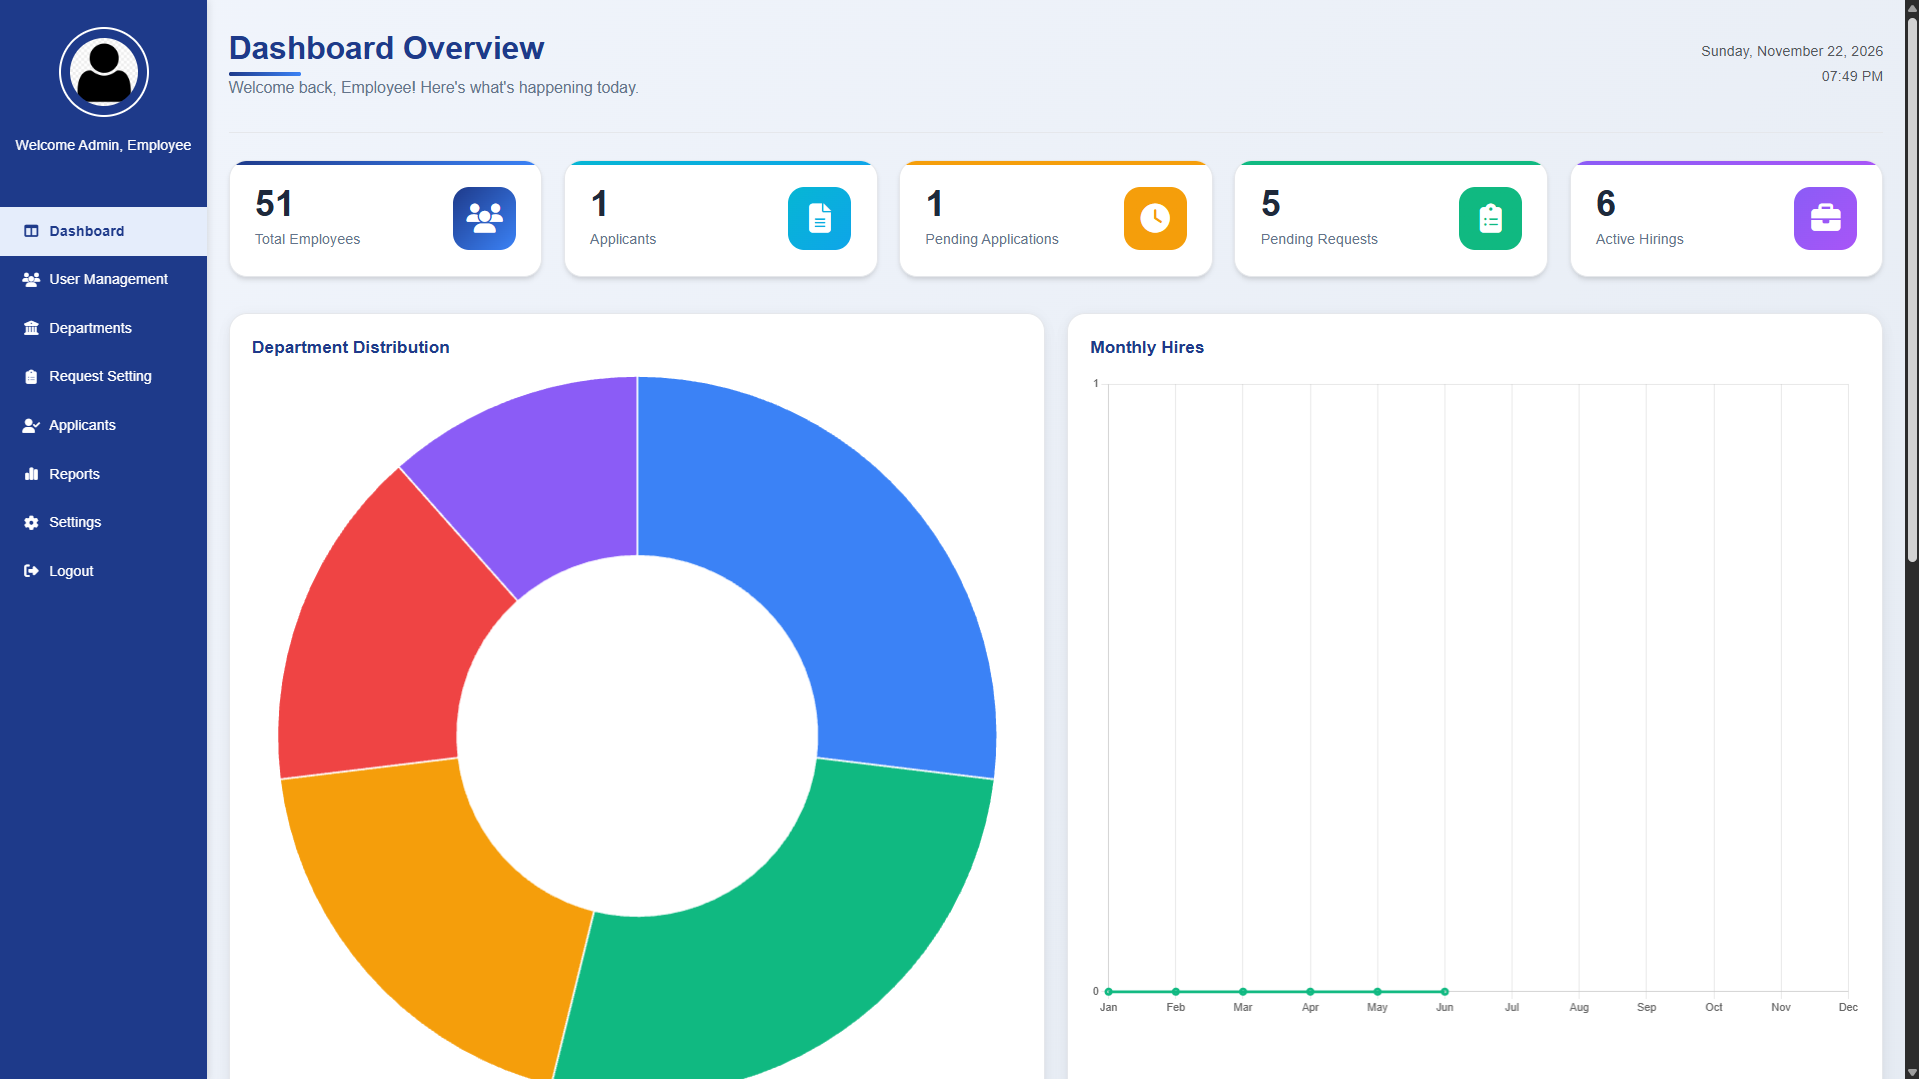 Welcome Admin, Employee
Dashboard
User Management
Departments
Request Setting
Applicants
Reports
Settings
Logout
Dashboard Overview
Welcome back, Employee! Here's what's happening today.
Sunday, November 22, 2026
07:49 PM
51
Total Employees
1
Applicants
1
Pending Applications
5
Pending Requests
6
Active Hirings
Department Distribution
Monthly Hires
1
0
Jan Feb Mar Apr May Jun Jul Aug Sep Oct Nov Dec